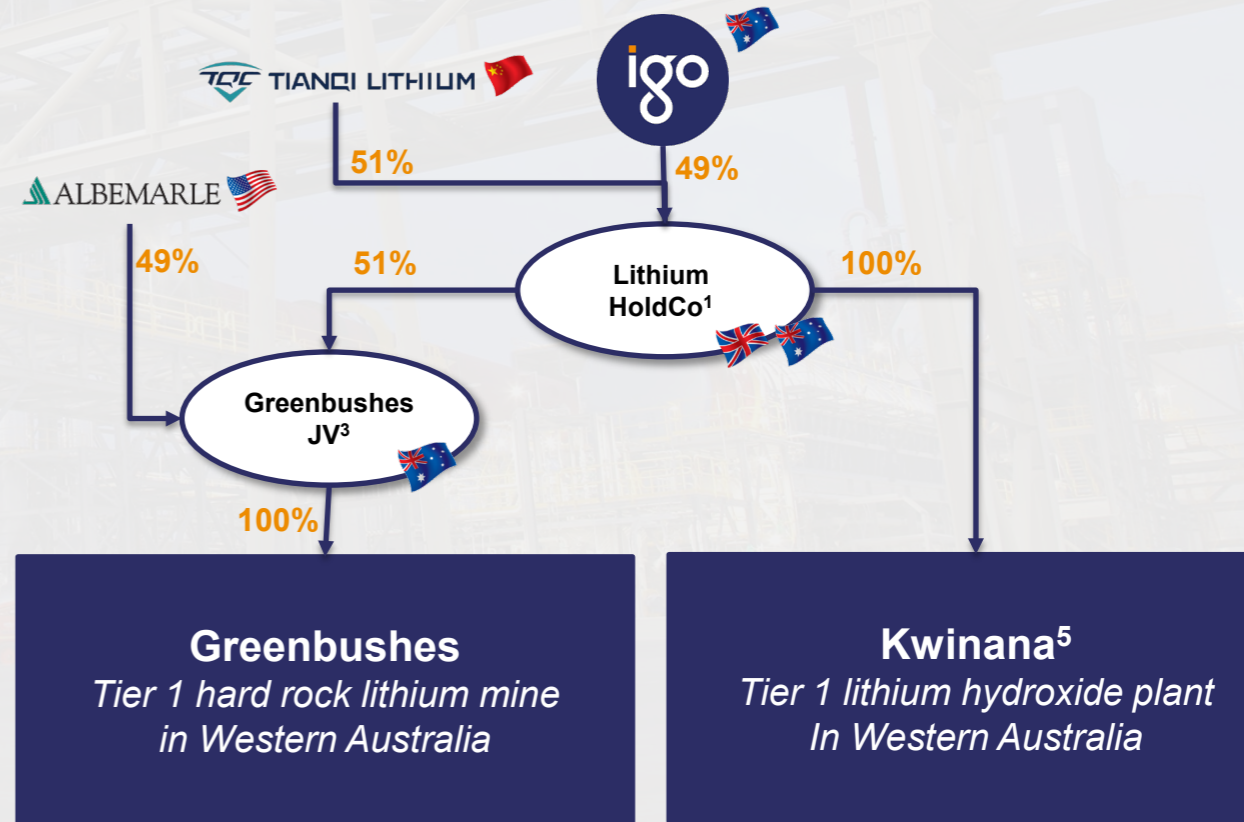 TQC TIANQI LITHIUM
igo
51%
49%
ALBEMARLE
49%
51%
Lithium
HoldCo¹
100%
Greenbushes
JV³
100%
Greenbushes
Tier 1 hard rock lithium mine
in Western Australia
Kwinana⁵
Tier 1 lithium hydroxide plant
In Western Australia